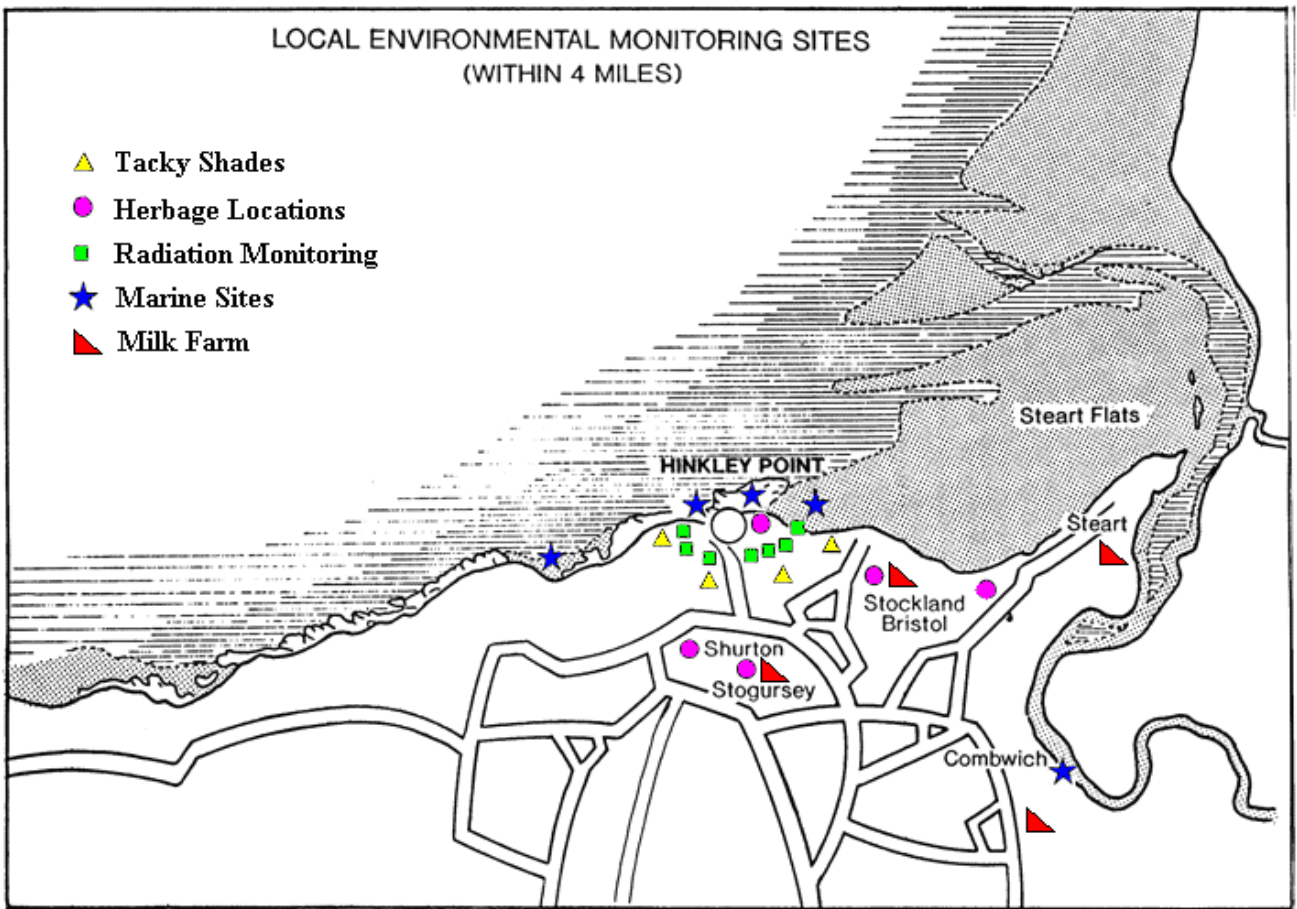 LOCAL ENVIRONMENTAL MONITORING SITES
(WITHIN 4 MILES)
Tacky Shades
Herbage Locations
Radiation Monitoring
Marine Sites
Milk Farm
Steart Flats
HINKLEY POINT
Steart
Stockland
Bristol
Shurton
Stogursey
Combwich